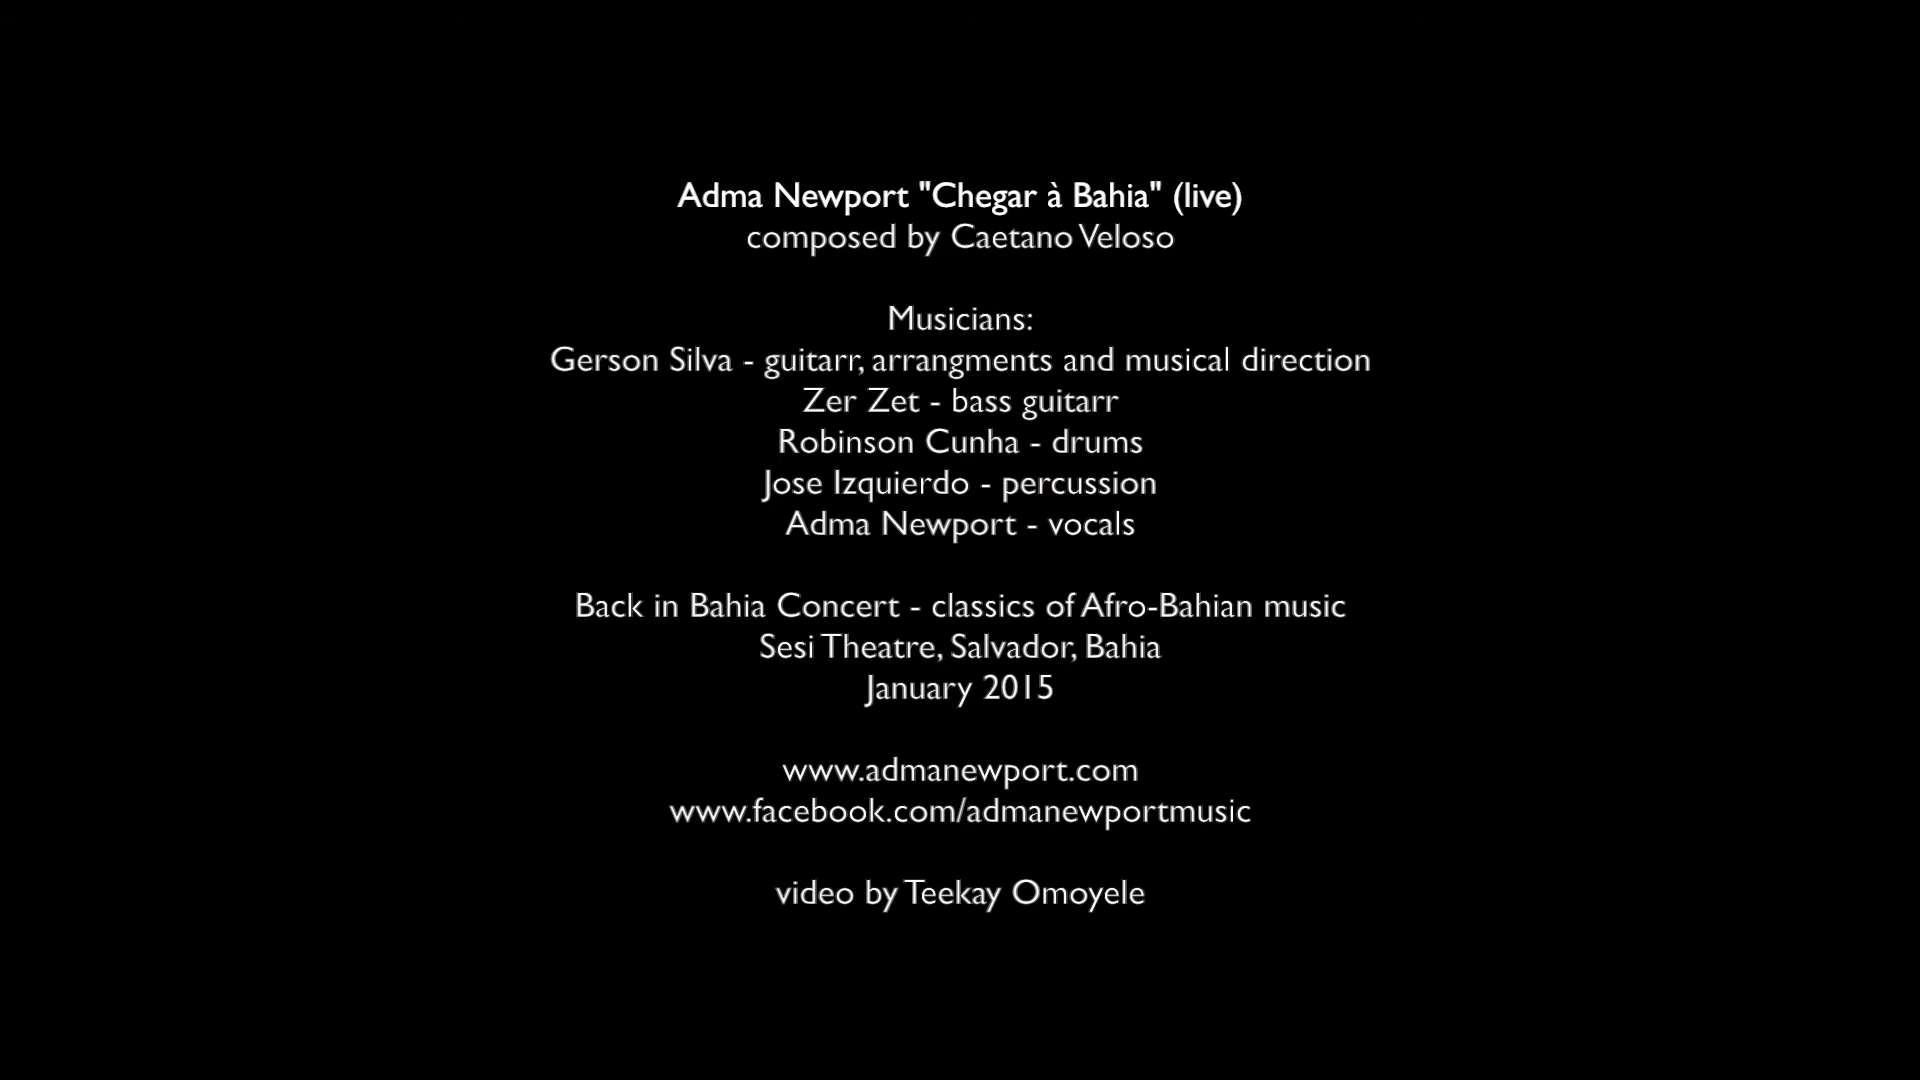 Adma Newport "Chegar à Bahia" (live)
composed by Caetano Veloso
Musicians:
Gerson Silva - guitarr, arrangments and musical direction
Zer Zet - bass guitarr
Robinson Cunha - drums
Jose Izquierdo - percussion
Adma Newport - vocals
Back in Bahia Concert - classics of Afro-Bahian music
Sesi Theatre, Salvador, Bahia
January 2015
www.admanewport.com
www.facebook.com/admanewportmusic
video by Teekay Omoyele